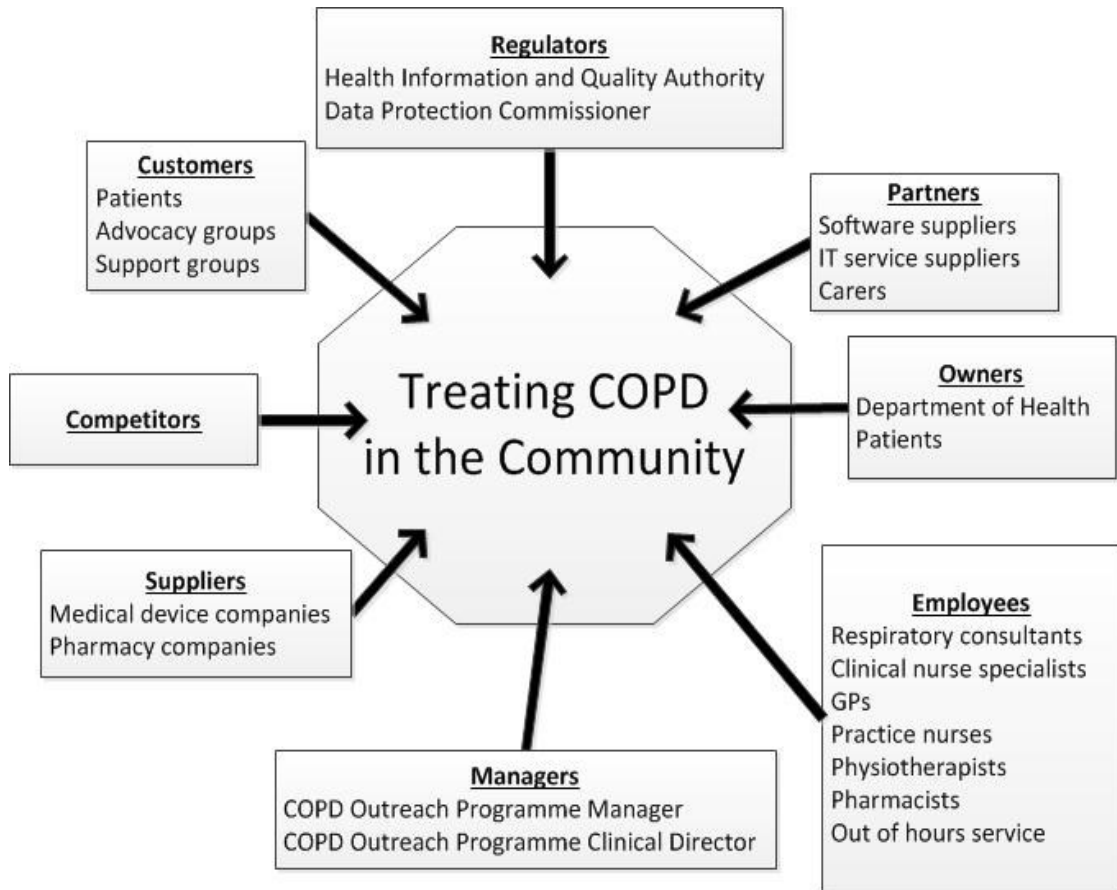 Regulators
Health Information and Quality Authority
Data Protection Commissioner
Customers
Patients
Advocacy groups
Support groups
Partners
Software suppliers
IT service suppliers
Carers
Treating COPD
in the Community
Owners
Department of Health
Patients
Competitors
Suppliers
Medical device companies
Pharmacy companies
Employees
Respiratory consultants
Clinical nurse specialists
GPs
Practice nurses
Physiotherapists
Pharmacists
Out of hours service
Managers
COPD Outreach Programme Manager
COPD Outreach Programme Clinical Director